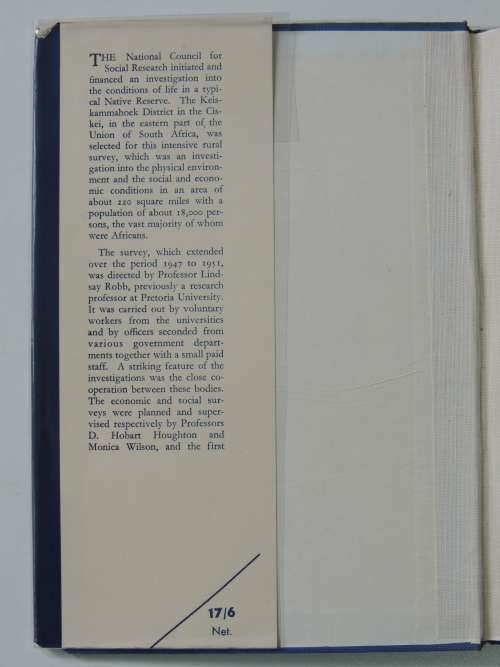 THE National Council for
Social Research initiated and
financed an investigation into
the conditions of life in a typi-
cal Native Reserve. The Keis-
kammahoek District in the Cis-
kei, in the eastern part of the
Union of South Africa, was
selected for this intensive rural
survey, which was an investi-
gation into the physical environ-
ment and the social and econo-
mic conditions in an area of
about 220 square miles with a
population of about 18,000 per-
sons, the vast majority of whom
were Africans.
The survey, which extended
over the period 1947 to 1951,
was directed by Professor Lind-
say Robb, previously a research
professor at Pretoria University.
It was carried out by voluntary
workers from the universities
and by officers seconded from
various government depart-
ments together with a small paid
staff. A striking feature of the
investigations was the close co-
operation between these bodies.
The economic and social sur-
veys were planned and super-
vised respectively by Professors
D. Hobart Houghton and
Monica Wilson, and the first
17/6
Net.